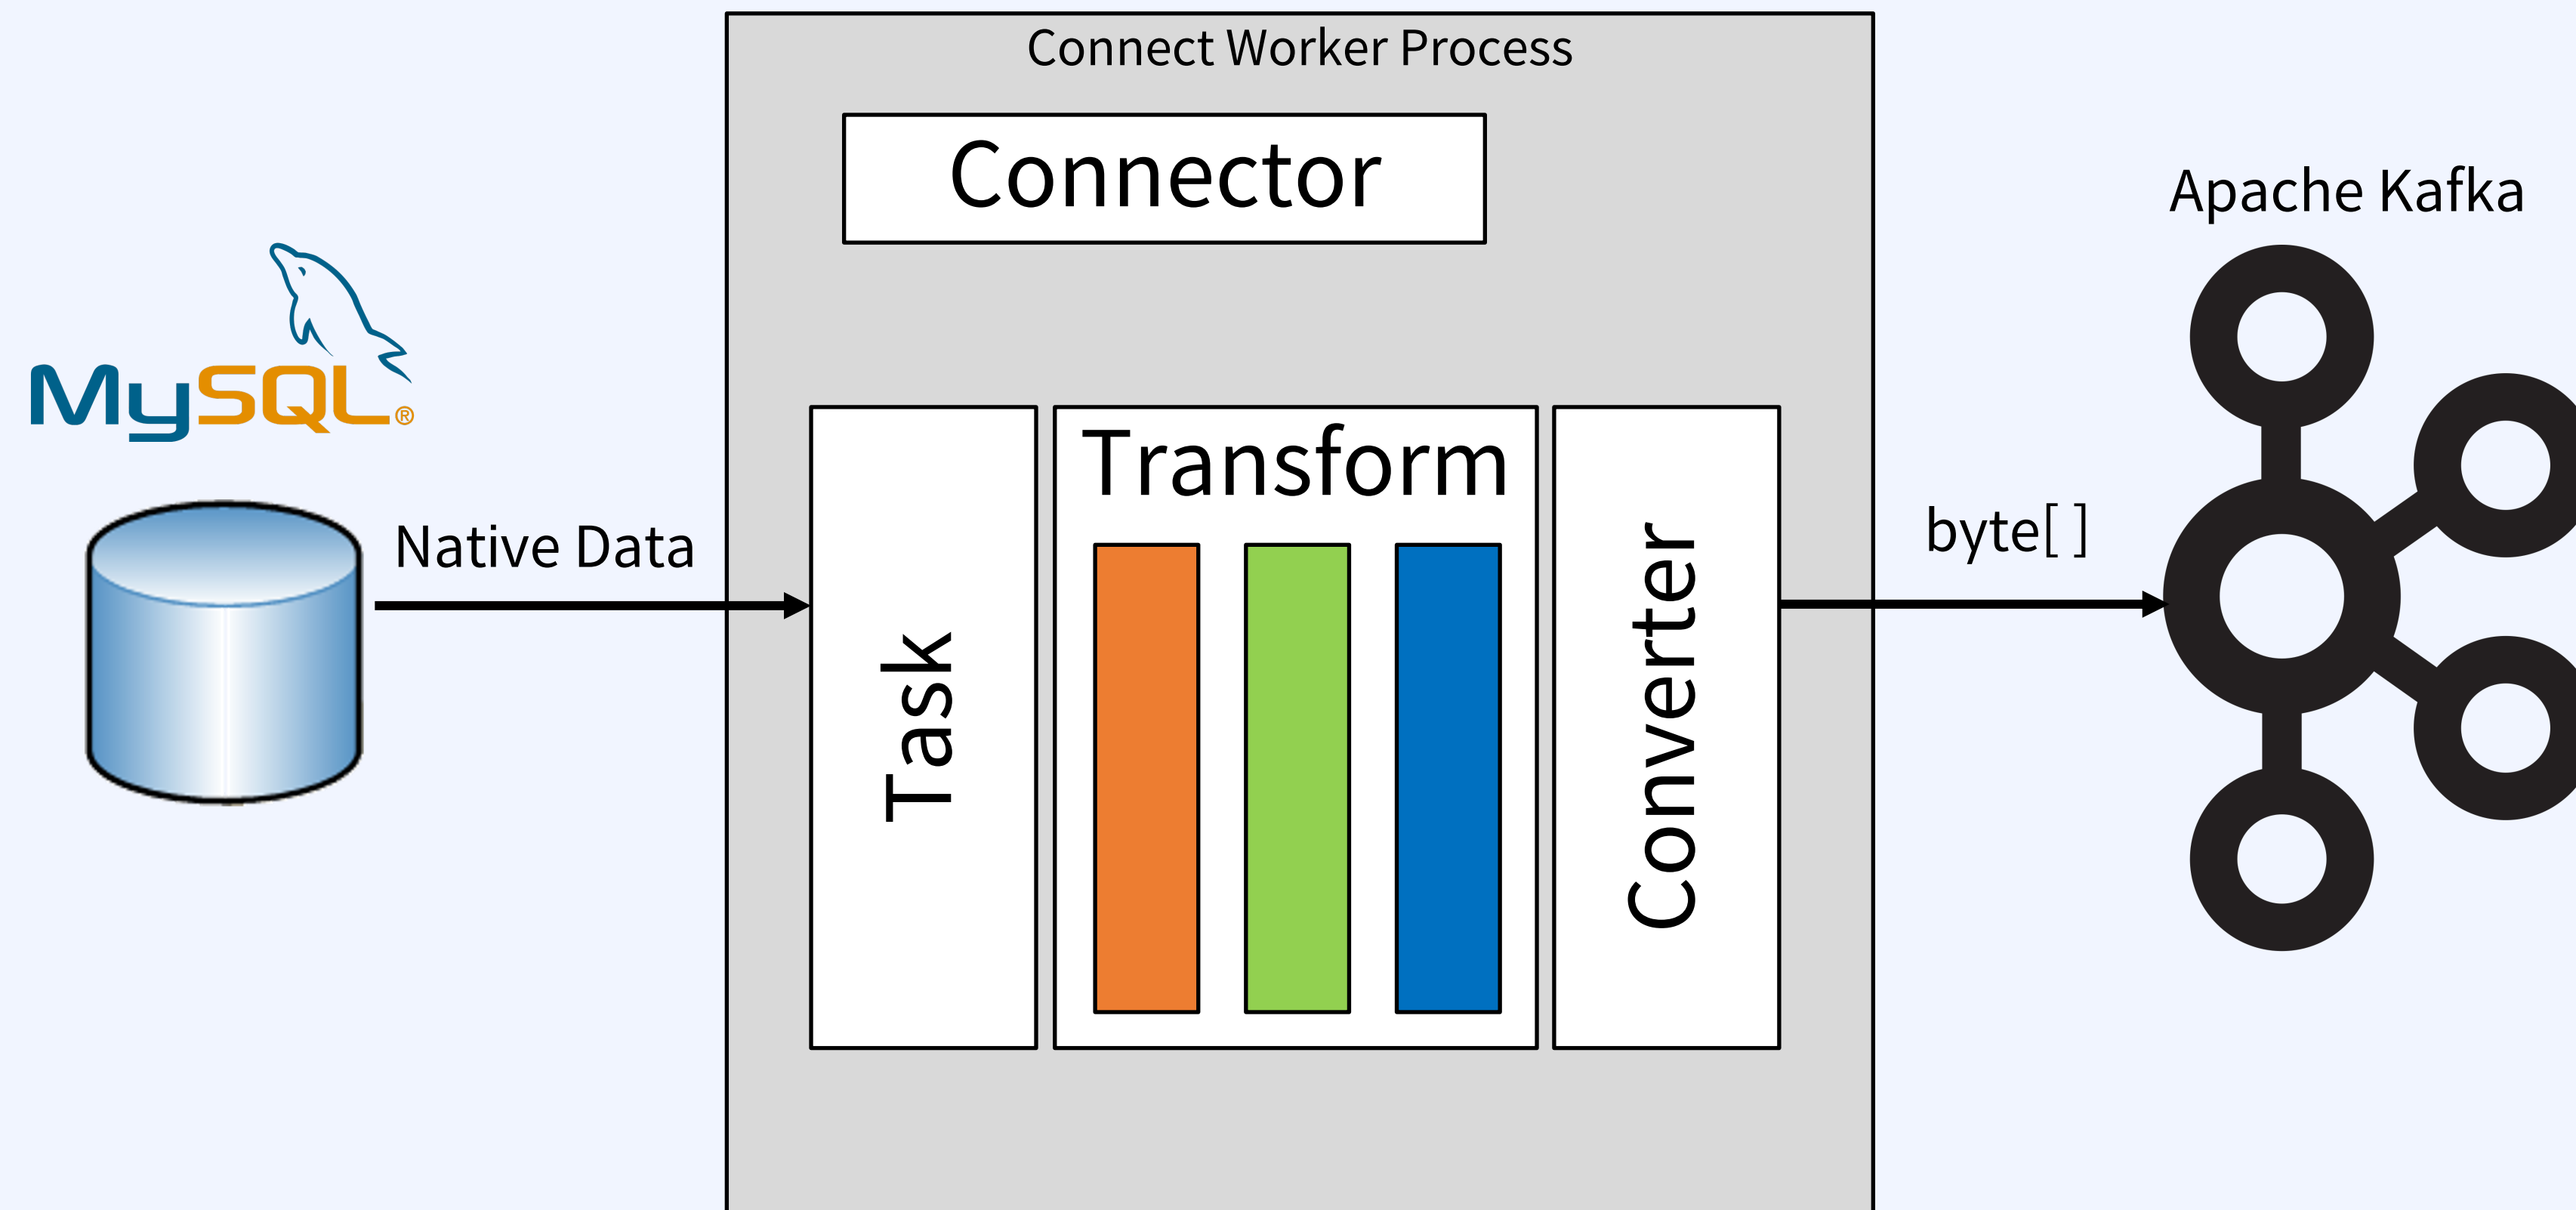 Connect Worker Process
Connector
Apache Kafka
MySQL®
Native Data
Task
Transform
Converter
byte[ ]